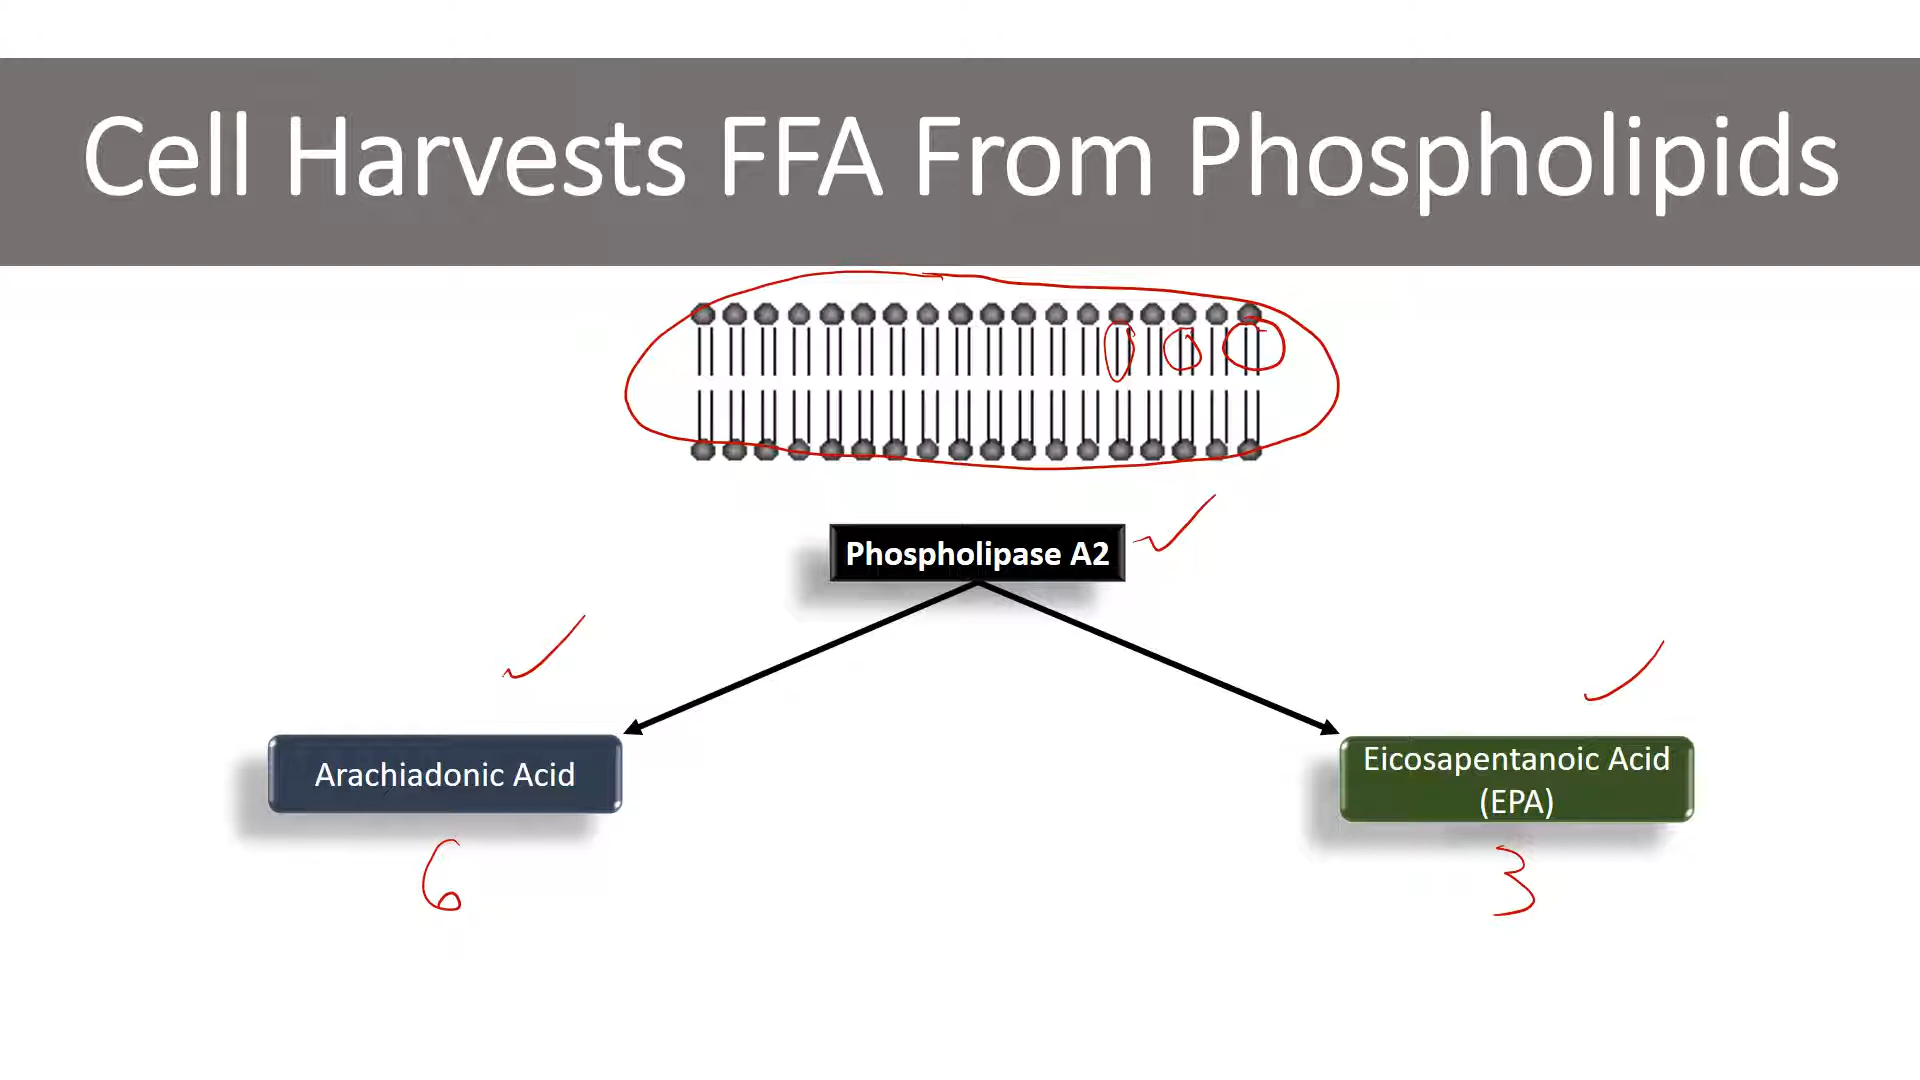 Cell Harvests FFA From Phospholipids
Phospholipase A2
Arachiadonic Acid
Eicosapentanoic Acid
(EPA)
6
3